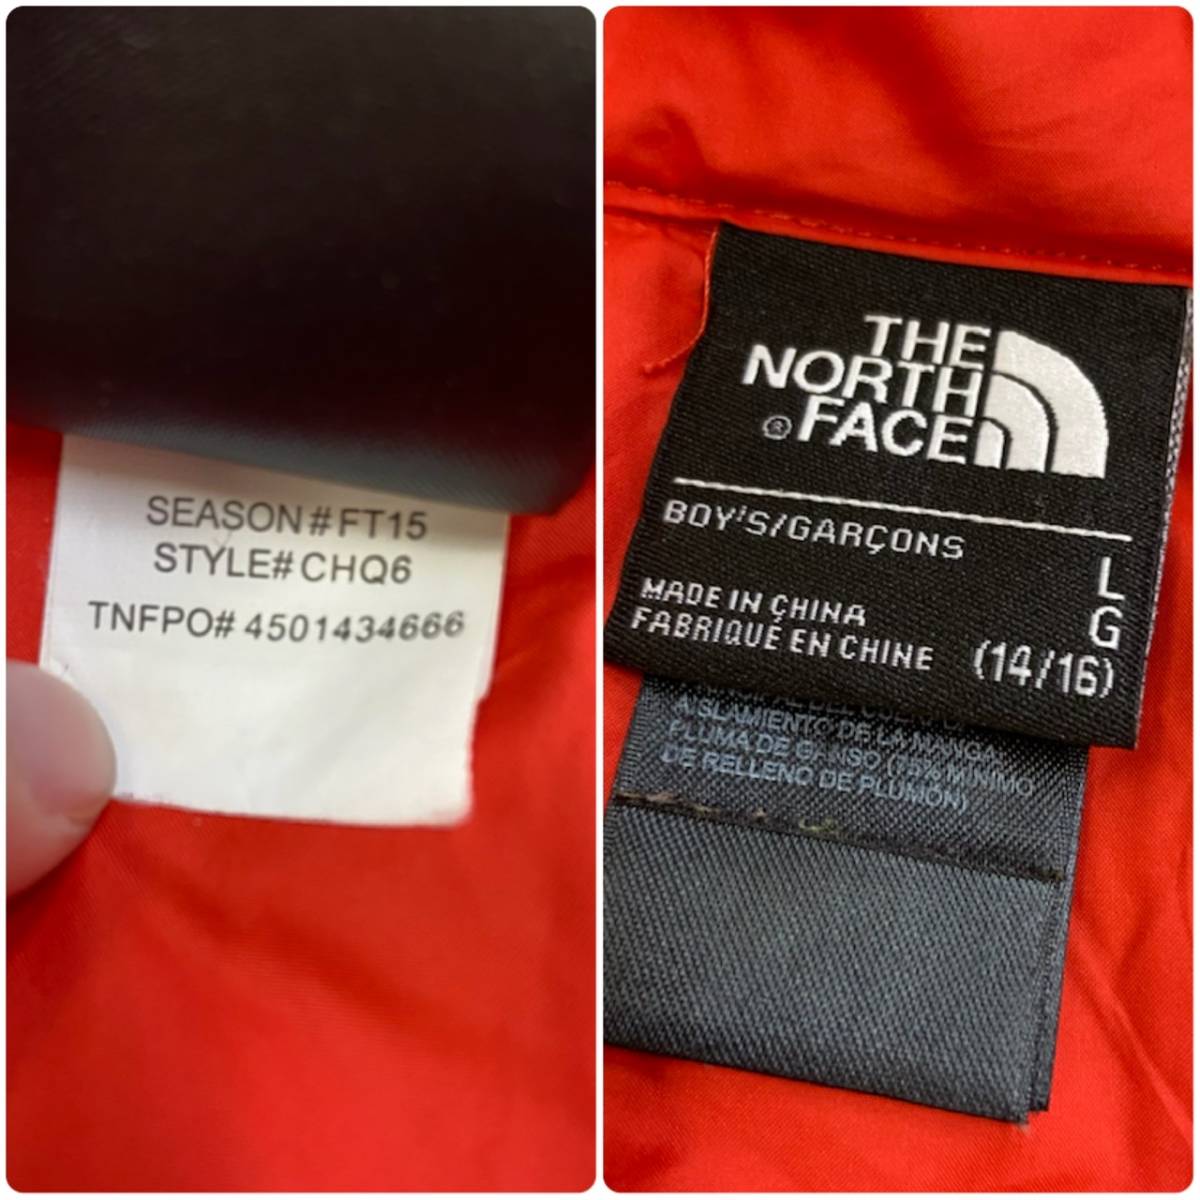 SEASON#FT15
STYLE#CHQ6
TNFPO# 4501434666
THE
NORTH
® FACE
BOY'S/GARÇONS
L
MADE IN CHINA
G
FABRIQUÉ EN CHINE
(14/16)
AISLAMIENTO DE LA MANGA,
PLUMA DE MINIMO
DE RELLENO DE PLUMÓN)